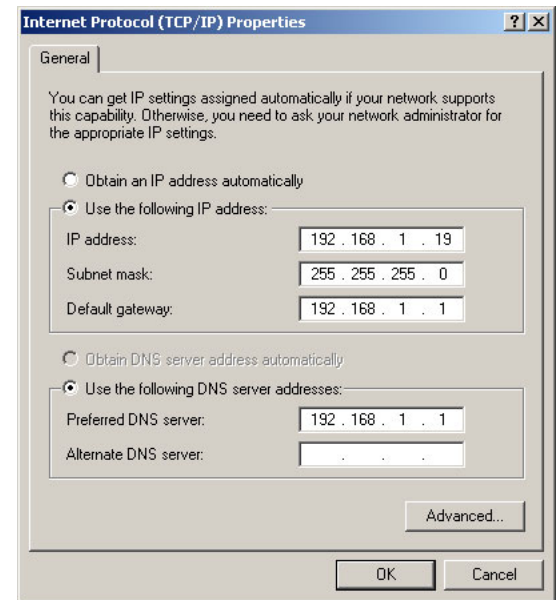 Internet Protocol (TCP/IP) Properties
General
You can get IP settings assigned automatically if your network supports
this capability. Otherwise, you need to ask your network administrator for
the appropriate IP settings.
Obtain an IP address automatically
Use the following IP address:
IP address: 192 . 168 . 1 . 19
Subnet mask: 255 . 255 . 255 . 0
Default gateway: 192 . 168 . 1 . 1
Obtain DNS server address automatically
Use the following DNS server addresses:
Preferred DNS server: 192 . 168 . 1 . 1
Alternate DNS server: . . .
Advanced...
OK Cancel